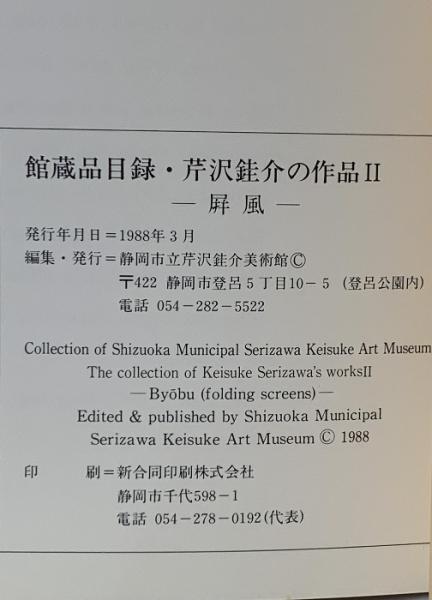 館蔵品目録・芹沢銈介の作品II
― 屏 風 ―
発行年月日＝1988年3月
編集・発行＝静岡市立芹沢銈介美術館Ⓒ
〒422 静岡市登呂5丁目10－5 (登呂公園内)
電話 054－282－5522
Collection of Shizuoka Municipal Serizawa Keisuke Art Museum
The collection of Keisuke Serizawa's worksII
―Byōbu (folding screens)―
Edited & published by Shizuoka Municipal
Serizawa Keisuke Art Museum Ⓒ 1988
印 刷＝新合同印刷株式会社
静岡市千代598－1
電話 054－278－0192(代表)